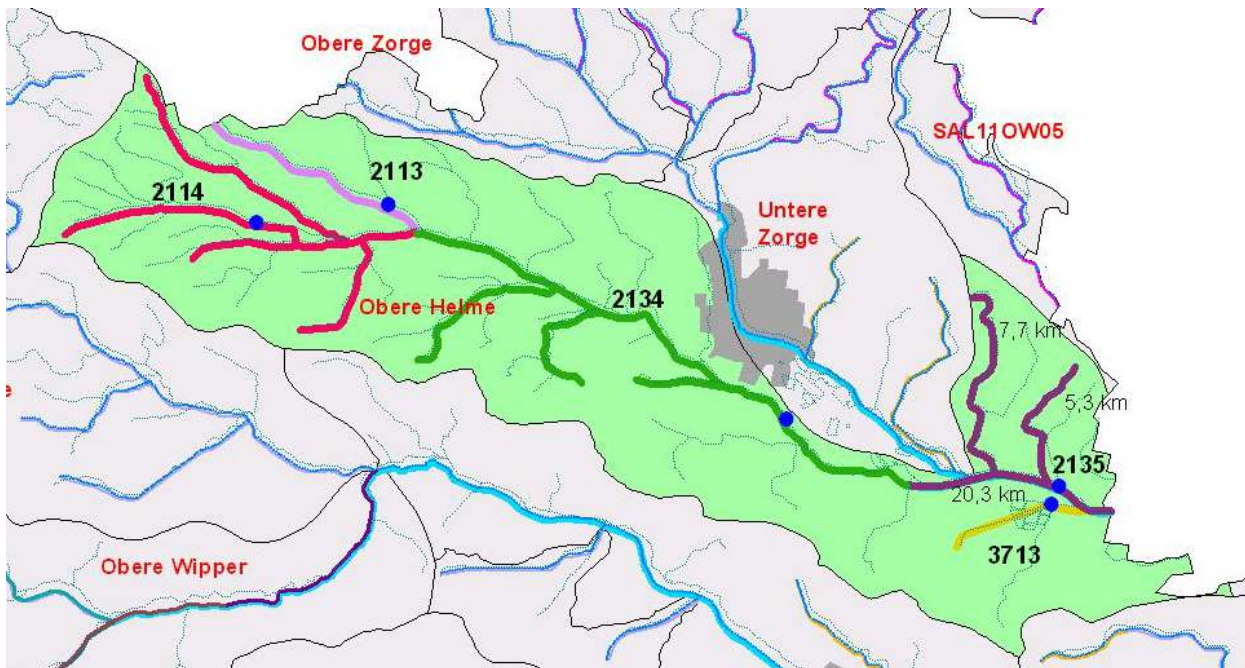 Obere Zorge
SAL11OW05
2113
2114
Untere
Zorge
2134
Obere Helme
7,7 km
5,3 km
e
2135
20,3 km
3713
Obere Wipper